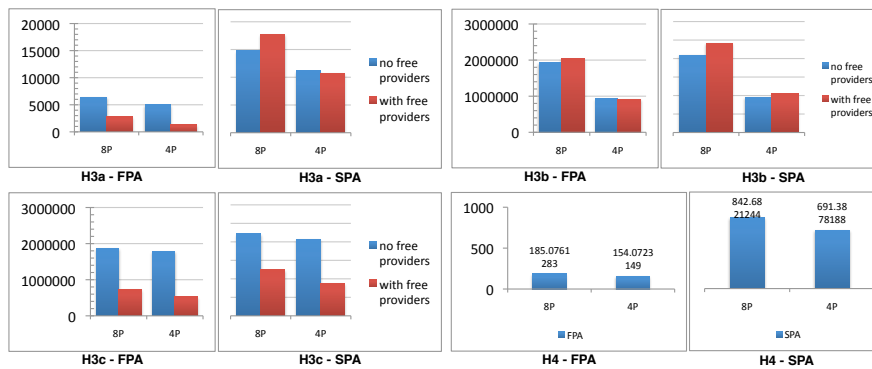 20000
15000
10000
5000
0
8P
4P
H3a - FPA
8P
4P
no free
providers
with free
providers
H3a - SPA
3000000
2000000
1000000
0
8P
4P
H3b - FPA
8P
4P
no free
providers
with free
providers
H3b - SPA
3000000
2000000
1000000
0
8P
4P
H3c - FPA
8P
4P
no free
providers
with free
providers
H3c - SPA
1000
500
0
185.0761
283
154.0723
149
8P
4P
FPA
H4 - FPA
842.68
21244
691.38
78188
8P
4P
SPA
H4 - SPA